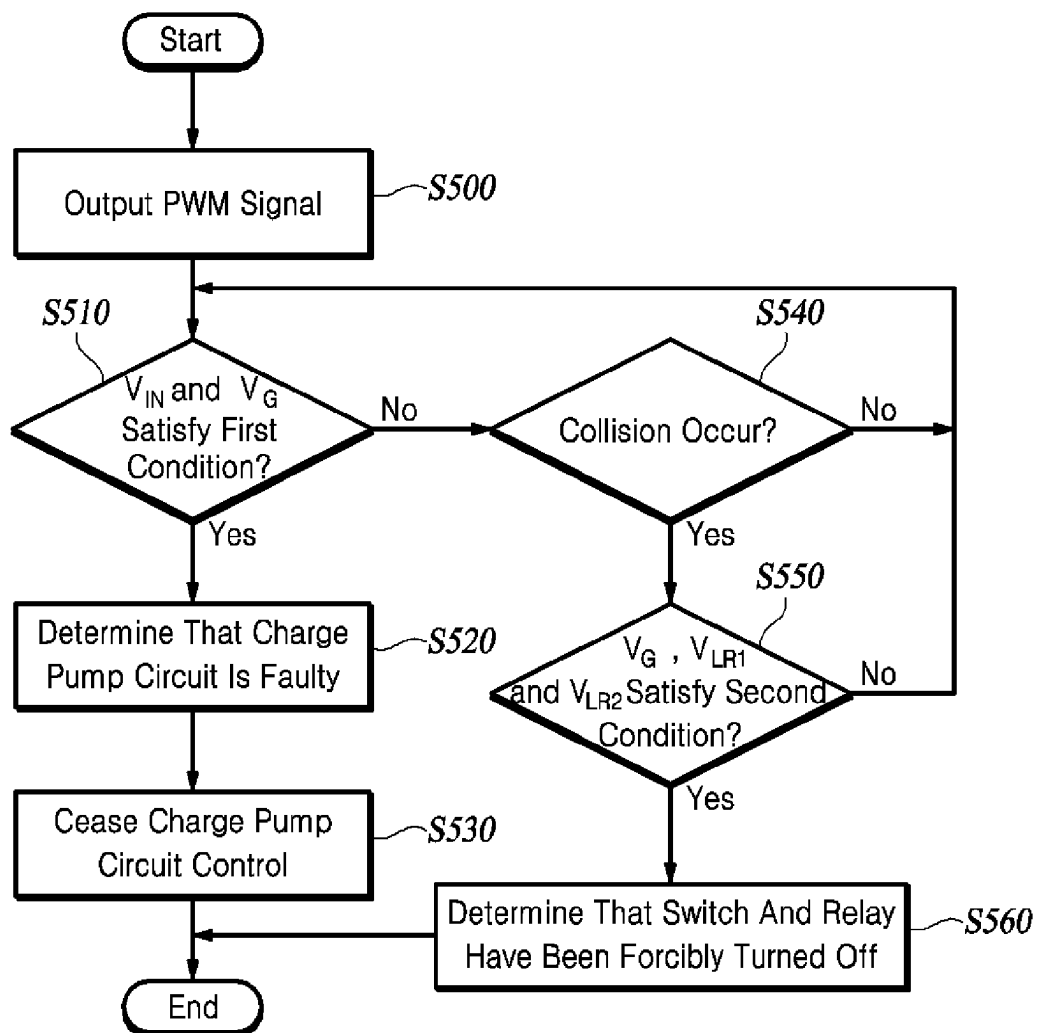 Start
Output PWM Signal
S500
S510
V_IN and V_G
Satisfy First
Condition?
No
Yes
S540
Collision Occur?
No
Yes
Determine That Charge
Pump Circuit Is Faulty
S520
S550
V_G , V_LR1
and V_LR2 Satisfy Second
Condition?
No
Yes
Cease Charge Pump
Circuit Control
S530
Determine That Switch And Relay
Have Been Forcibly Turned Off
S560
End